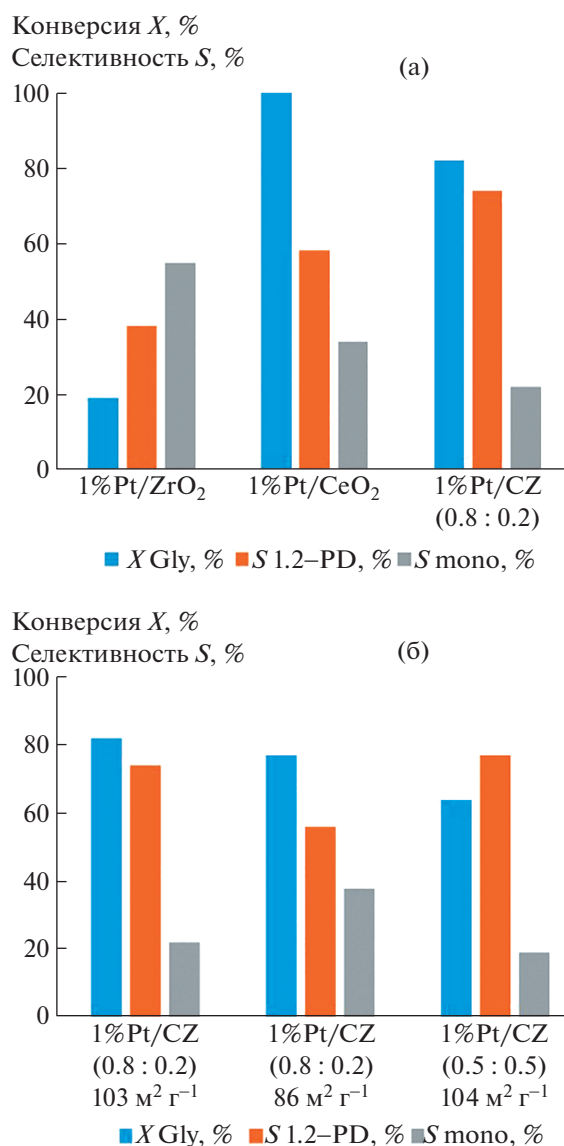 Конверсия X, %
Селективность S, %
(а)
100
80
60
40
20
0
1%Pt/ZrO₂ 1%Pt/CeO₂ 1%Pt/CZ
(0.8 : 0.2)
X Gly, % S 1.2–PD, % S mono, %
Конверсия X, %
Селективность S, %
(б)
100
80
60
40
20
0
1%Pt/CZ 1%Pt/CZ 1%Pt/CZ
(0.8 : 0.2) (0.8 : 0.2) (0.5 : 0.5)
103 м² г⁻¹ 86 м² г⁻¹ 104 м² г⁻¹
X Gly, % S 1.2–PD, % S mono, %